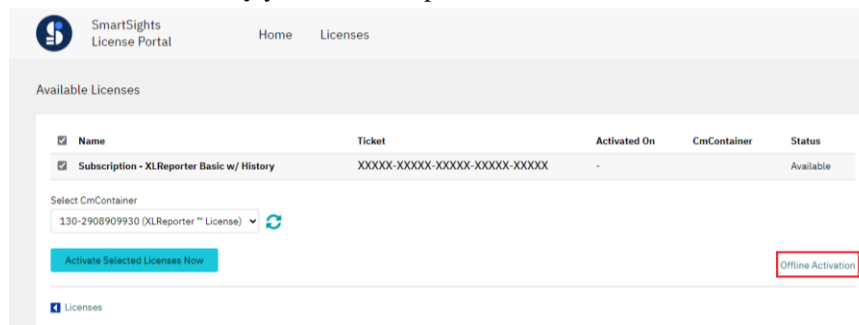 SmartSights
License Portal
Home
Licenses
Available Licenses
Name Ticket Activated On CmContainer Status
Subscription - XLReporter Basic w/ History XXXXX-XXXXX-XXXXX-XXXXX-XXXXX - Available
Select CmContainer
130-2908909930 (XLReporter™ License)
Activate Selected Licenses Now
Offline Activation
Licenses